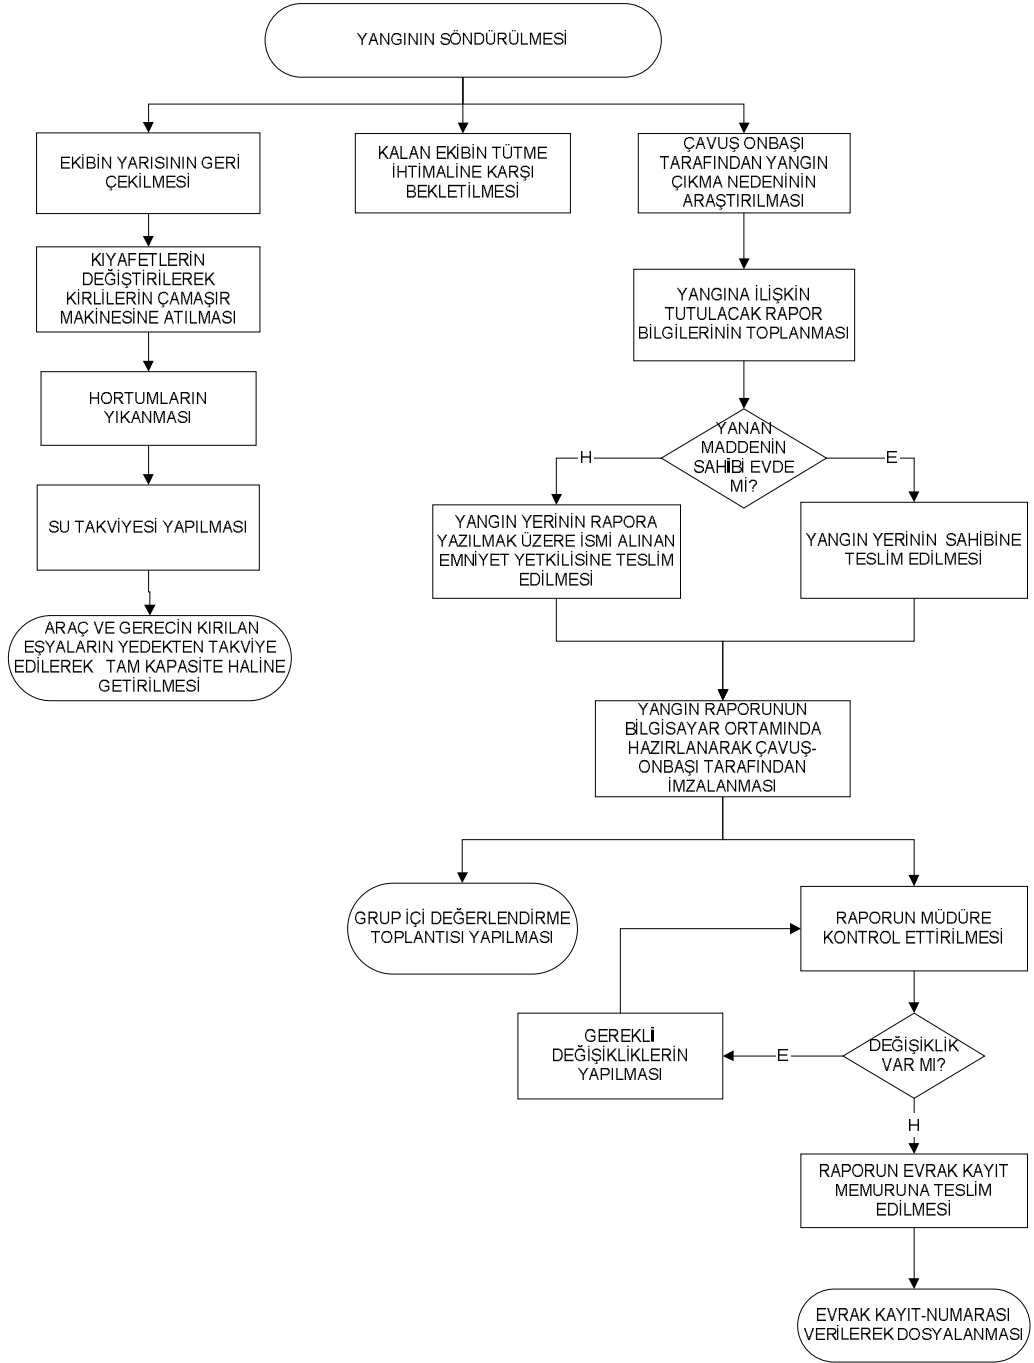 YANGININ SÖNDÜRÜLMESİ
EKİBİN YARISININ GERİ
ÇEKİLMESİ
KALAN EKİBİN TÜTME
İHTİMALİNE KARŞI
BEKLETİLMESİ
ÇAVUŞ ONBAŞI
TARAFINDAN YANGIN
ÇIKMA NEDENİNİN
ARAŞTIRILMASI
KIYAFETLERİN
DEĞİŞTİRİLEREK
KİRLİLERİN ÇAMAŞIR
MAKİNESİNE ATILMASI
YANGINA İLİŞKİN
TUTULACAK RAPOR
BİLGİLERİNİN TOPLANMASI
HORTUMLARIN
YIKANMASI
YANAN
MADDENİN
SAHİBİ EVDE
Mİ?
H
E
SU TAKVİYESİ YAPILMASI
YANGIN YERİNİN RAPORA
YAZILMAK ÜZERE İSMİ ALINAN
EMNİYET YETKİLİSİNE TESLİM
EDİLMESİ
YANGIN YERİNİN SAHİBİNE
TESLİM EDİLMESİ
ARAÇ VE GERECİN KIRILAN
EŞYALARIN YEDEKTEN TAKVİYE
EDİLEREK TAM KAPASİTE HALİNE
GETİRİLMESİ
YANGIN RAPORUNUN
BİLGİSAYAR ORTAMINDA
HAZIRLANARAK ÇAVUŞ-
ONBAŞI TARAFINDAN
İMZALANMASI
GRUP İÇİ DEĞERLENDİRME
TOPLANTISI YAPILMASI
RAPORUN MÜDÜRE
KONTROL ETTİRİLMESİ
GEREKLİ
DEĞİŞİKLİKLERİN
YAPILMASI
E
DEĞİŞİKLİK
VAR MI?
H
RAPORUN EVRAK KAYIT
MEMURUNA TESLİM
EDİLMESİ
EVRAK KAYIT-NUMARASI
VERİLEREK DOSYALANMASI